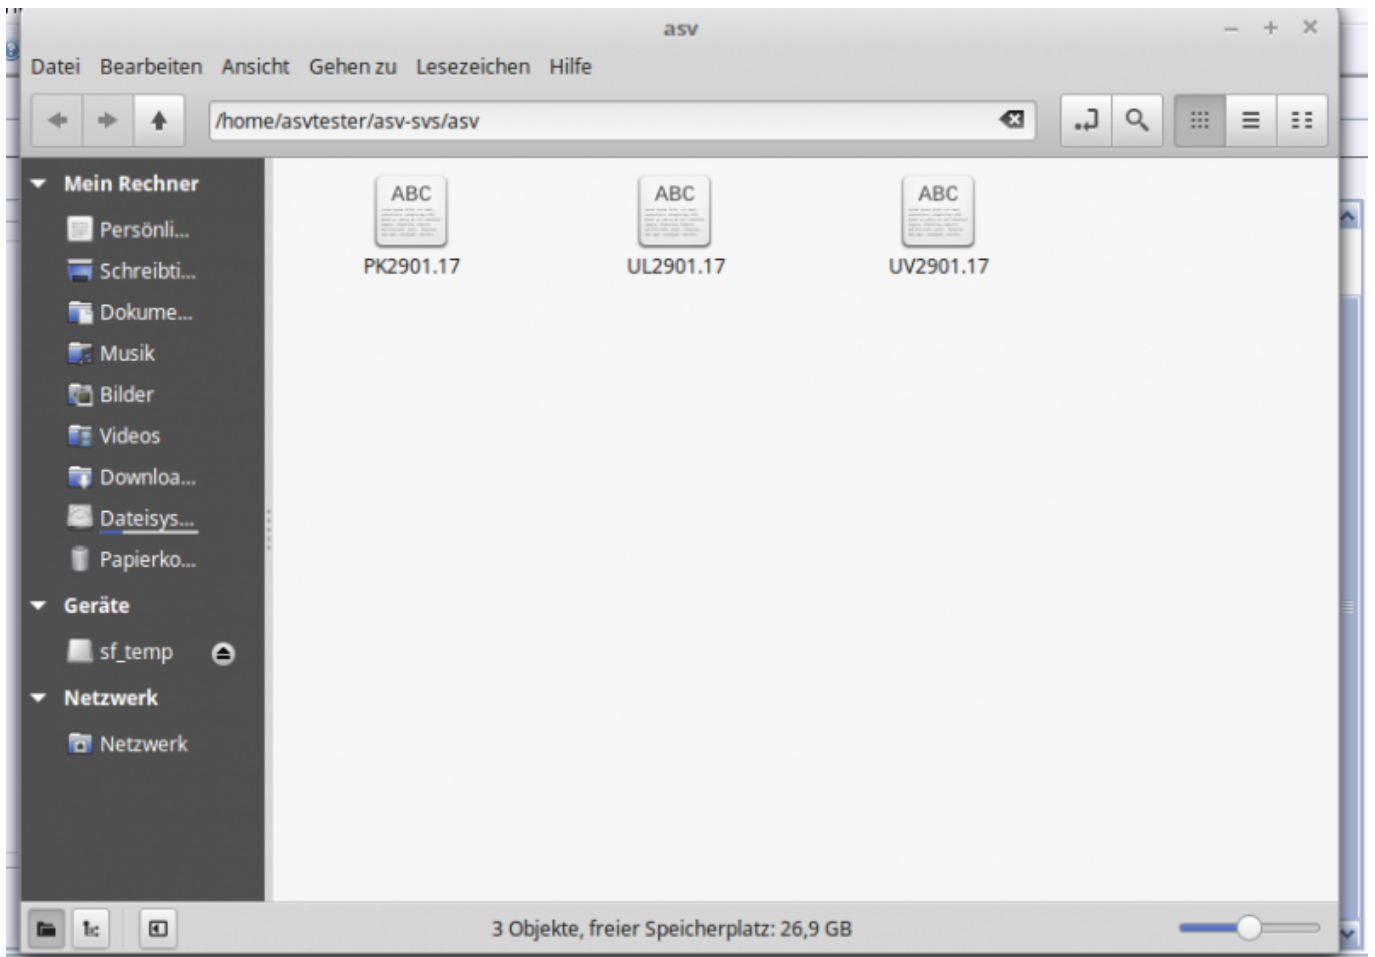 asv
Datei Bearbeiten Ansicht Gehen zu Lesezeichen Hilfe
/home/asvtester/asv-svs/asv
Mein Rechner
Persönli...
Schreibti...
Dokume...
Musik
Bilder
Videos
Downloa...
Dateisys...
Papierko...
Geräte
sf_temp
Netzwerk
Netzwerk
ABC ABC ABC
PK2901.17 UL2901.17 UV2901.17
3 Objekte, freier Speicherplatz: 26,9 GB